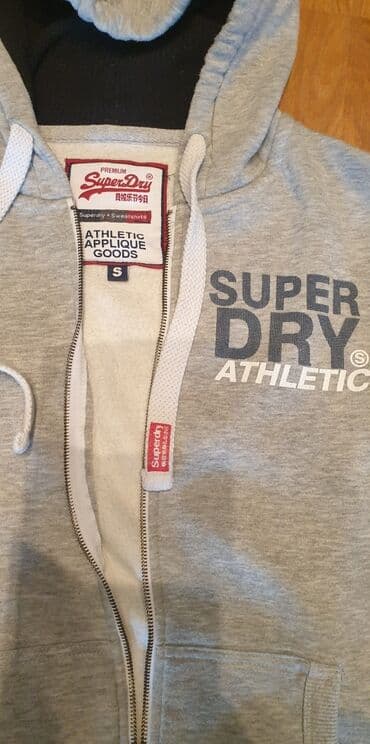 PREMIUM
SuperDry
Superdry • Sweatshirts
ATHLETIC
APPLIQUE
GOODS
S
SUPER
DRY S
ATHLETIC
Superdry